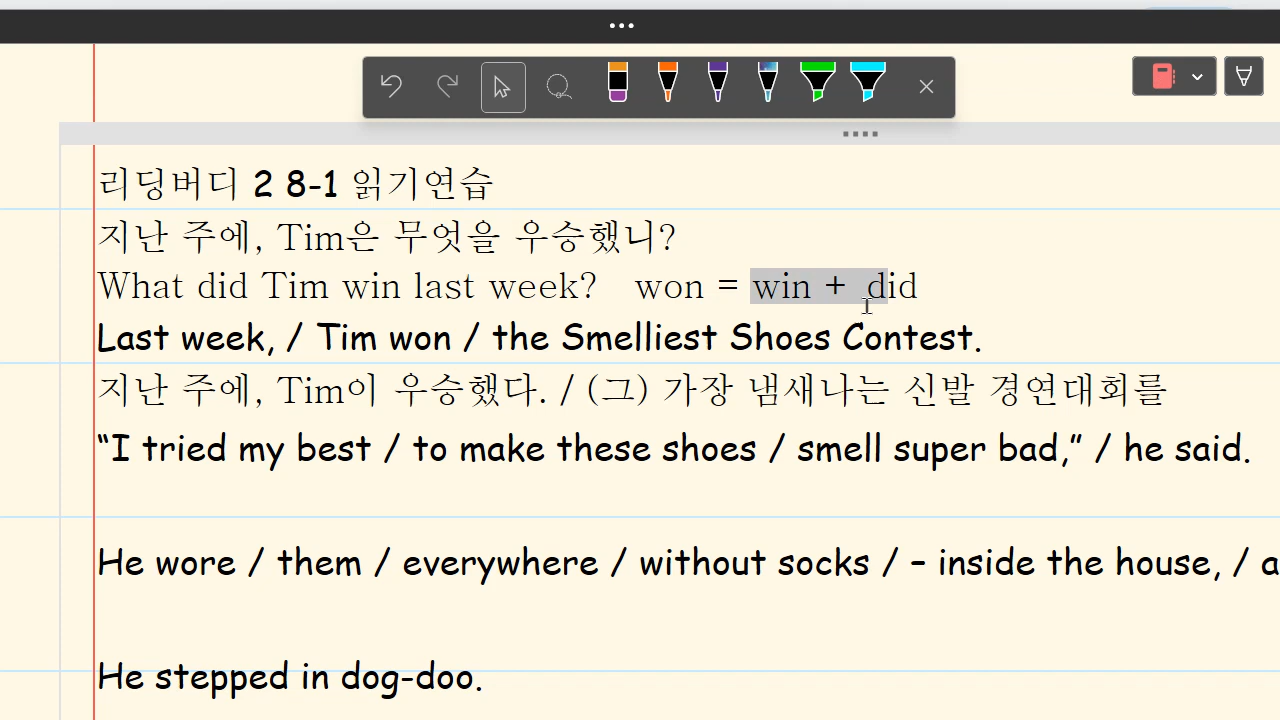 리딩버디 2 8-1 읽기연습
지난 주에, Tim은 무엇을 우승했니?
What did Tim win last week? won = win + did
Last week, / Tim won / the Smelliest Shoes Contest.
지난 주에, Tim이 우승했다. / (그) 가장 냄새나는 신발 경연대회를
“I tried my best / to make these shoes / smell super bad,” / he said.
He wore / them / everywhere / without socks / – inside the house, / a
He stepped in dog-doo.